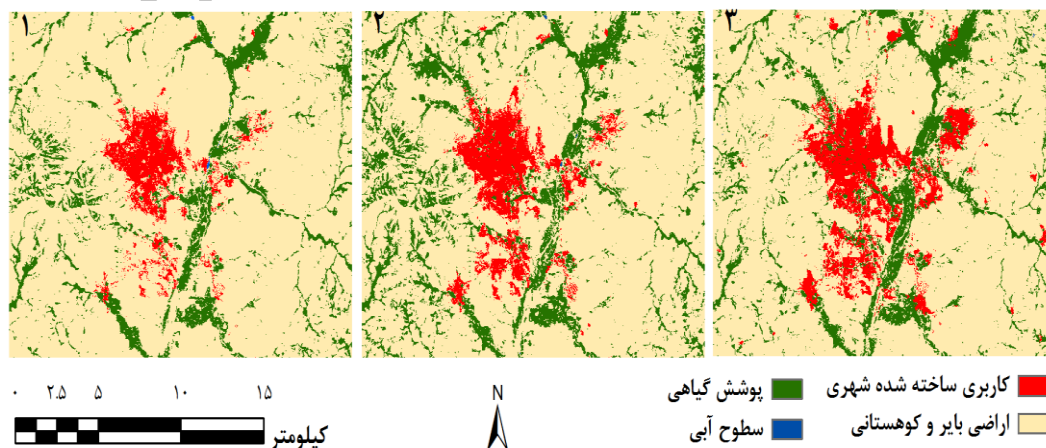 ۱
۲
۳
۰ ۲.۵ ۵ ۱۰ ۱۵
کیلومتر
N
کاربری ساخته شده شهری
پوشش گیاهی
اراضی بایر و کوهستانی
سطوح آبی